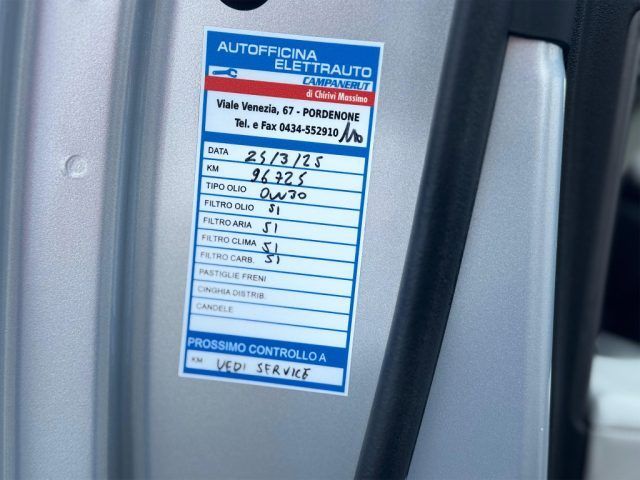 AUTOFFICINA
ELETTRAUTO
CAMPANERUT
di Chirivi Massimo
Viale Venezia, 67 - PORDENONE
Tel. e Fax 0434-552910
DATA 25/3/25
KM 96725
TIPO OLIO 0W30
FILTRO OLIO SI
FILTRO ARIA SI
FILTRO CLIMA SI
FILTRO CARB. SI
PASTIGLIE FRENI
CINGHIA DISTRIB.
CANDELE
PROSSIMO CONTROLLO A
KM VEDI SERVICE